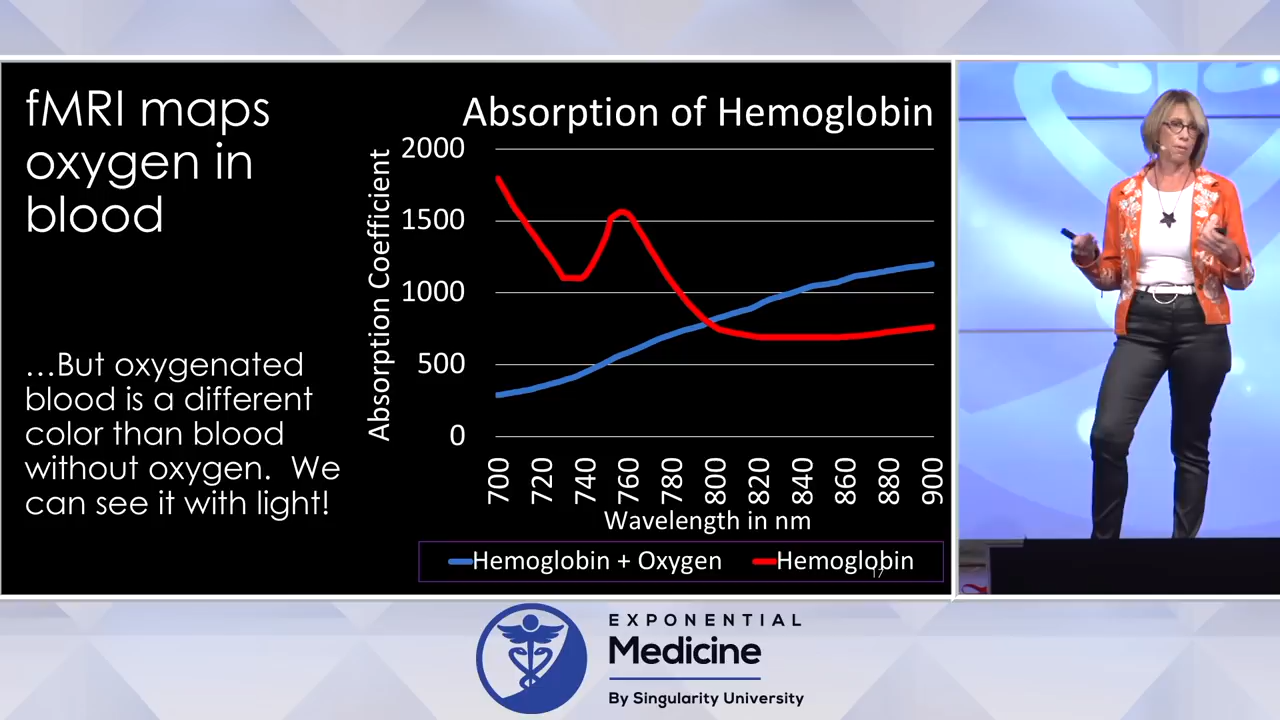 fMRI maps
oxygen in
blood
...But oxygenated
blood is a different
color than blood
without oxygen. We
can see it with light!
Absorption of Hemoglobin
Absorption Coefficient
2000
1500
1000
500
0
700 720 740 760 780 800 820 840 860 880 900
Wavelength in nm
Hemoglobin + Oxygen Hemoglobin
17
EXPONENTIAL
Medicine
By Singularity University